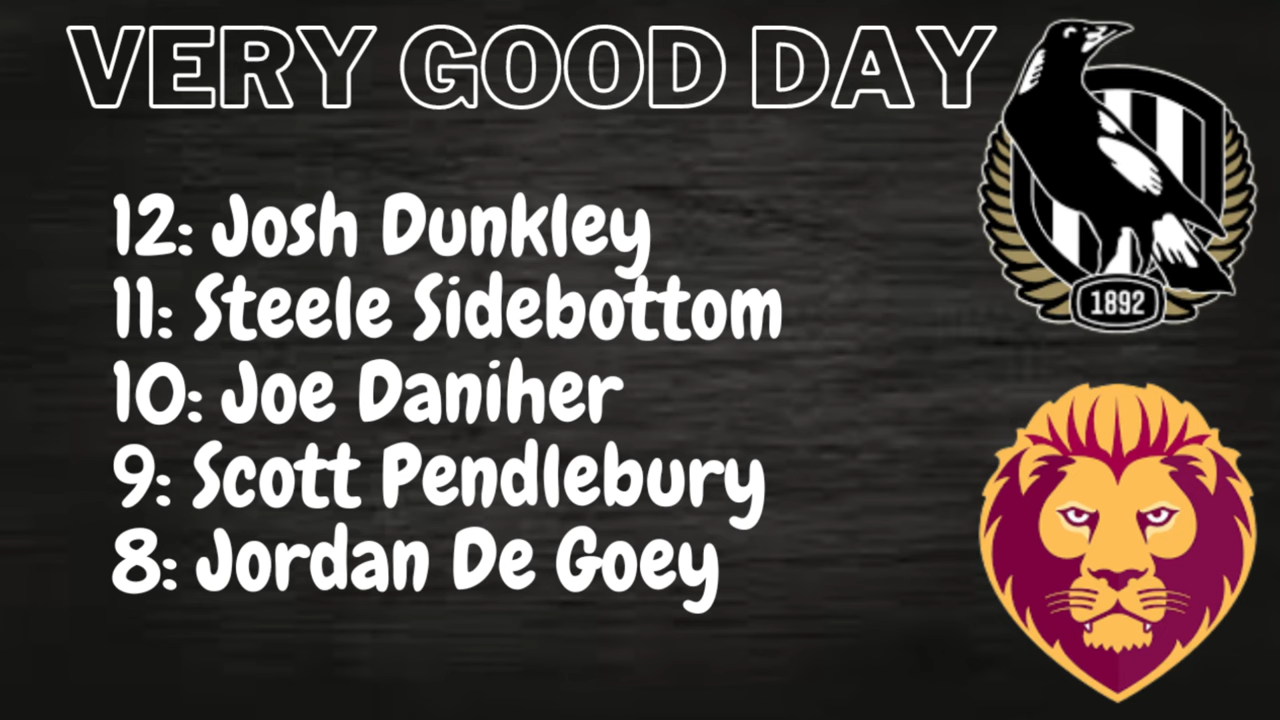 VERY GOOD DAY
12: Josh Dunkley
11: Steele Sidebottom
10: Joe Daniher
9: Scott Pendlebury
8: Jordan De Goey
1892